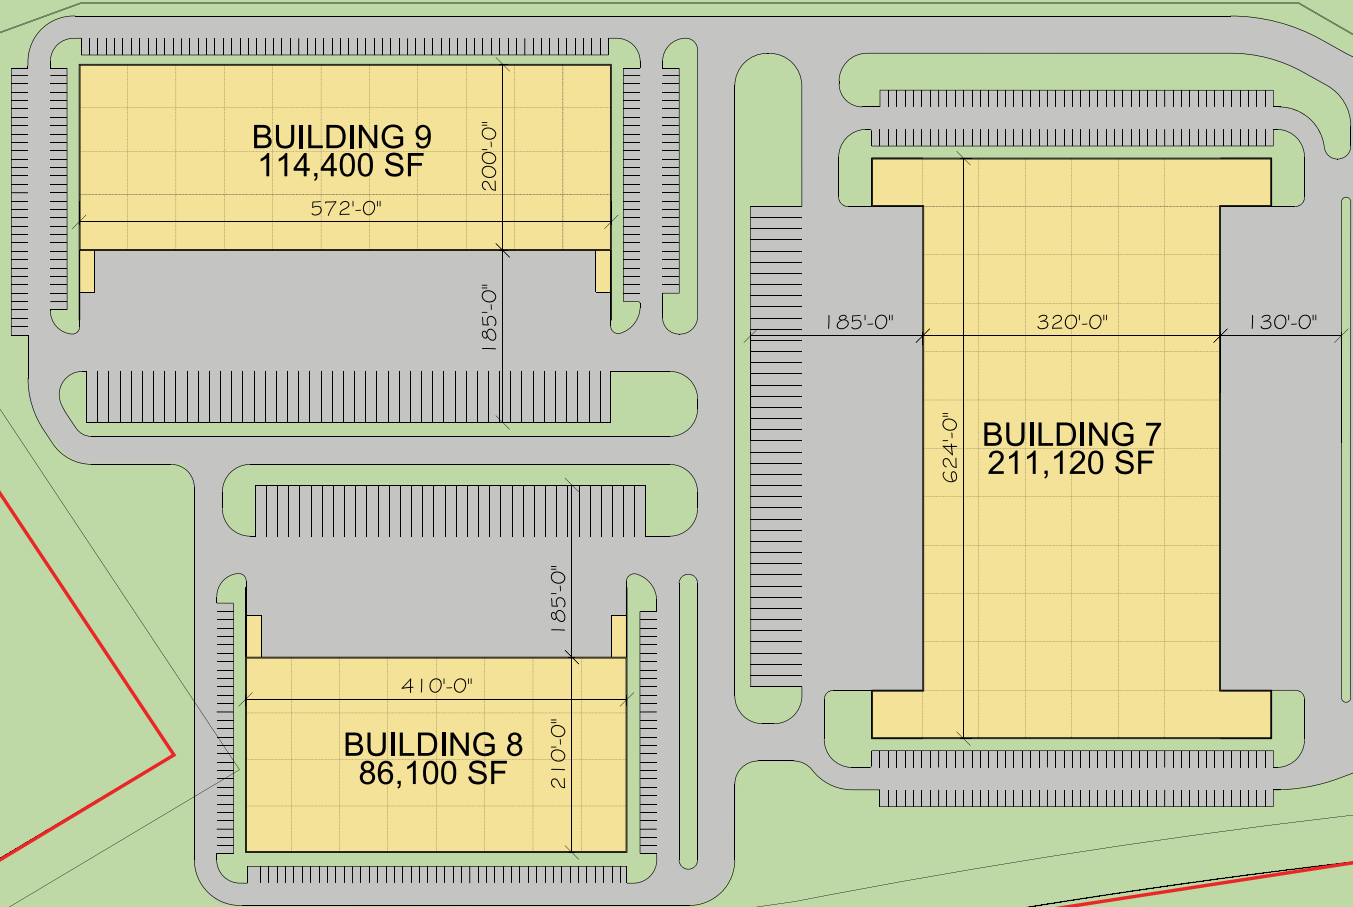 BUILDING 9
114,400 SF
200'-0"
572'-0"
185'-0"
185'-0"
320'-0"
130'-0"
624'-0"
BUILDING 7
211,120 SF
185'-0"
410'-0"
BUILDING 8
86,100 SF
210'-0"